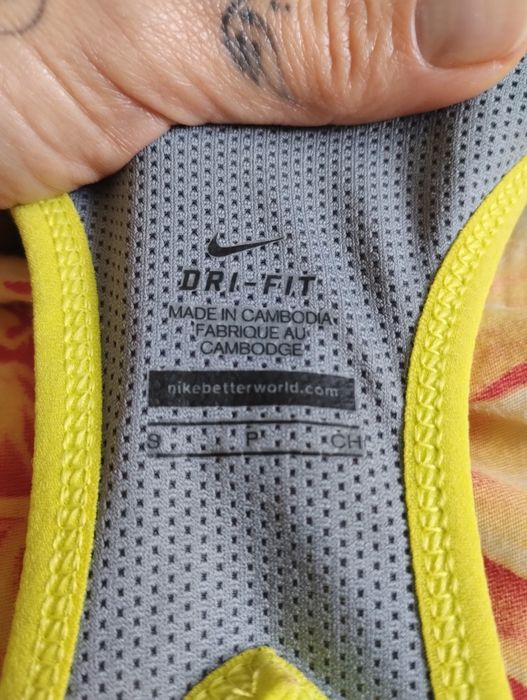 DRI-FIT
MADE IN CAMBODIA
FABRIQUE AU
CAMBODGE
nikebetterworld.com
S P CH